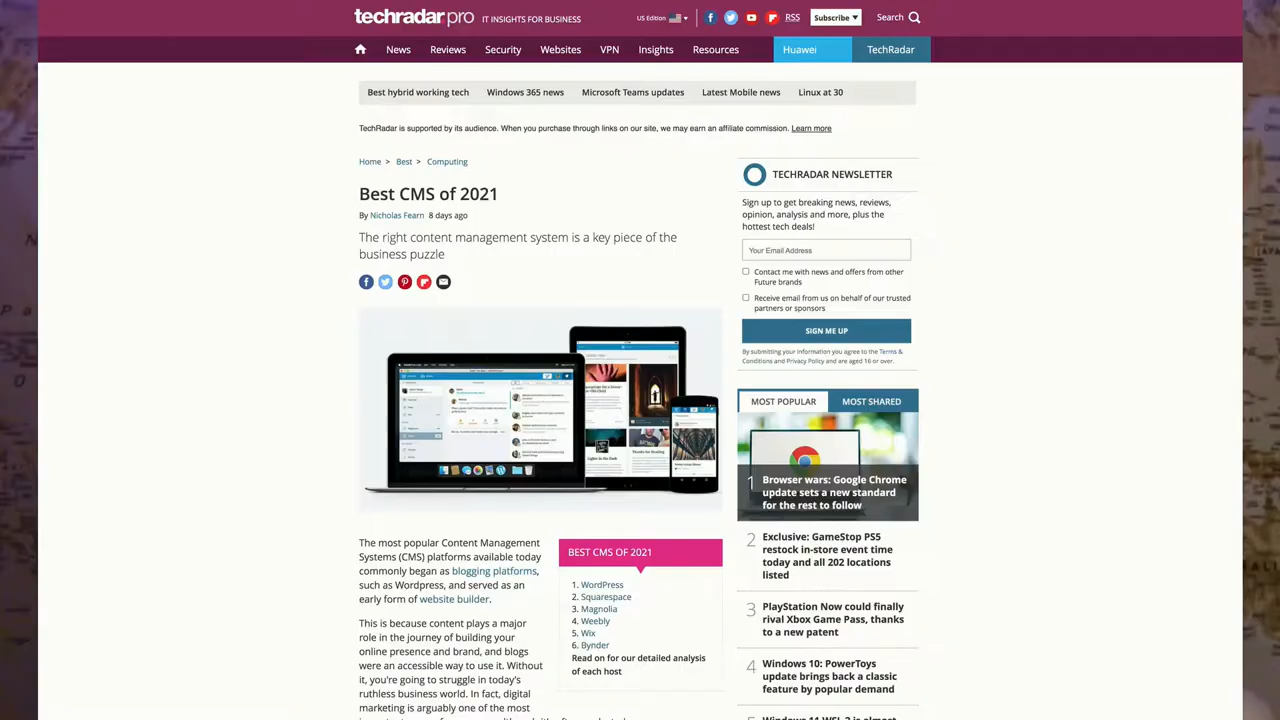 techradar pro IT INSIGHTS FOR BUSINESS
US Edition
RSS
Subscribe
Search
News Reviews Security Websites VPN Insights Resources Huawei TechRadar
Best hybrid working tech Windows 365 news Microsoft Teams updates Latest Mobile news Linux at 30
TechRadar is supported by its audience. When you purchase through links on our site, we may earn an affiliate commission. Learn more
Home > Best > Computing
Best CMS of 2021
By Nicholas Fearn 8 days ago
The right content management system is a key piece of the
business puzzle
The most popular Content Management
Systems (CMS) platforms available today
commonly began as blogging platforms,
such as Wordpress, and served as an
early form of website builder.
This is because content plays a major
role in the journey of building your
online presence and brand, and blogs
were an accessible way to use it. Without
it, you're going to struggle in today's
ruthless business world. In fact, digital
marketing is arguably one of the most
BEST CMS OF 2021
1. WordPress
2. Squarespace
3. Magnolia
4. Weebly
5. Wix
6. Bynder
Read on for our detailed analysis
of each host
TECHRADAR NEWSLETTER
Sign up to get breaking news, reviews,
opinion, analysis and more, plus the
hottest tech deals!
Your Email Address
Contact me with news and offers from other
Future brands
Receive email from us on behalf of our trusted
partners or sponsors
SIGN ME UP
By submitting your information you agree to the Terms &
Conditions and Privacy Policy and are aged 16 or over.
MOST POPULAR MOST SHARED
1 Browser wars: Google Chrome
update sets a new standard
for the rest to follow
2 Exclusive: GameStop PS5
restock in-store event time
today and all 202 locations
listed
3 PlayStation Now could finally
rival Xbox Game Pass, thanks
to a new patent
4 Windows 10: PowerToys
update brings back a classic
feature by popular demand